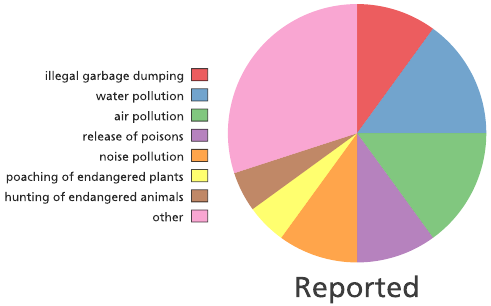 illegal garbage dumping
water pollution
air pollution
release of poisons
noise pollution
poaching of endangered plants
hunting of endangered animals
other
Reported